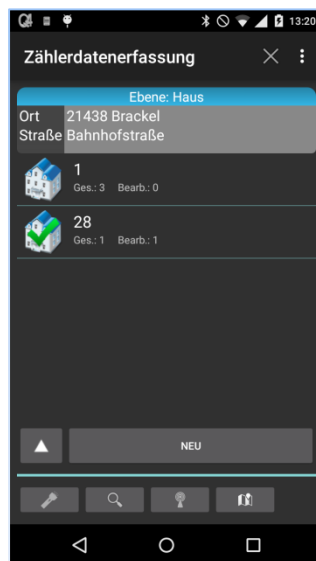 13:20
Zählerdatenerfassung
Ebene: Haus
Ort 21438 Brackel
Straße Bahnhofstraße
1
Ges.: 3 Bearb.: 0
28
Ges.: 1 Bearb.: 1
NEU